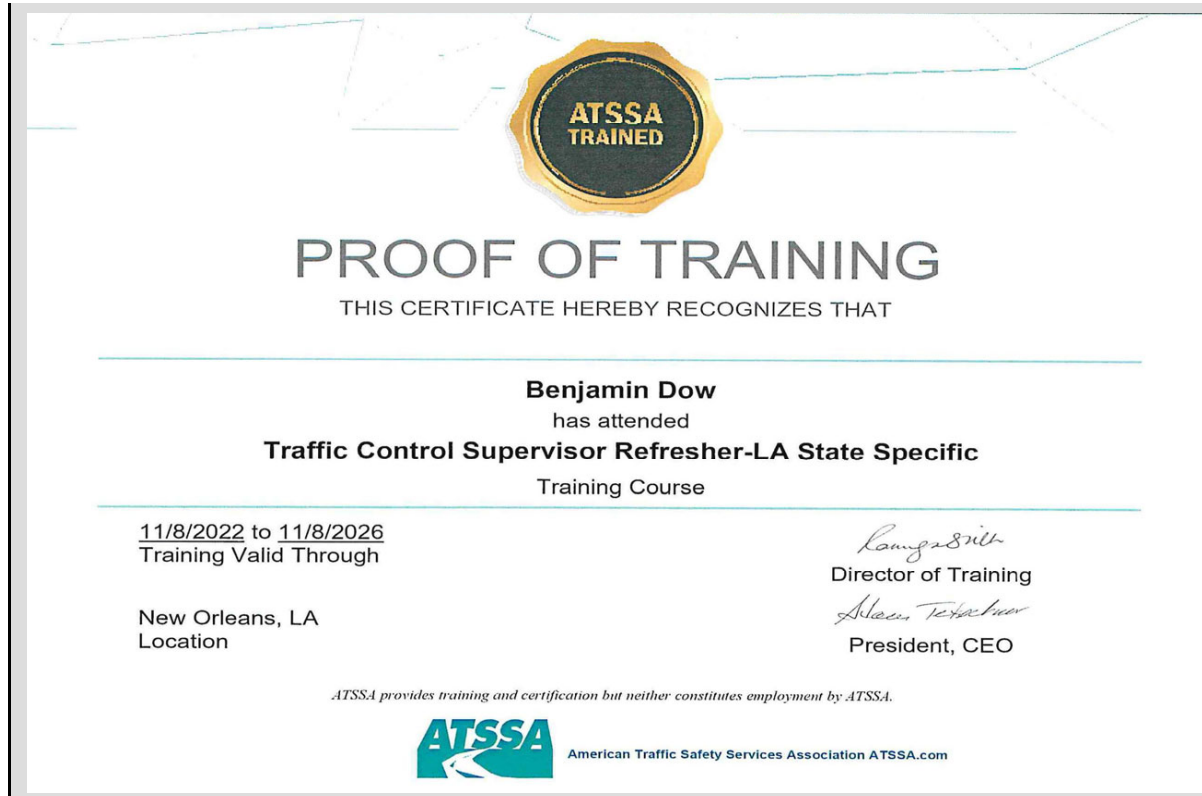 ATSSA
TRAINED
PROOF OF TRAINING
THIS CERTIFICATE HEREBY RECOGNIZES THAT
Benjamin Dow
has attended
Traffic Control Supervisor Refresher-LA State Specific
Training Course
11/8/2022 to 11/8/2026
Training Valid Through
Director of Training
New Orleans, LA
Location
President, CEO
ATSSA provides training and certification but neither constitutes employment by ATSSA.
ATSSA
American Traffic Safety Services Association ATSSA.com